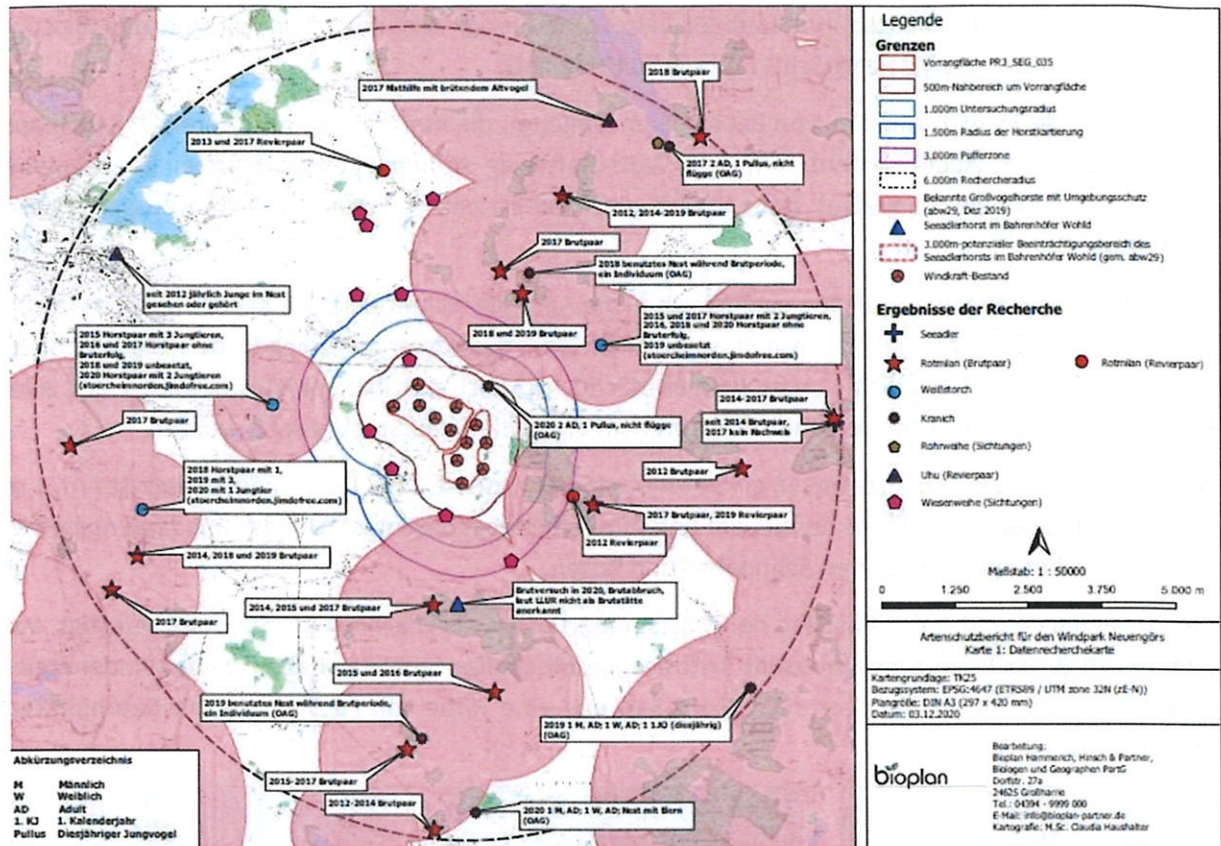 2018 Brutpaar
2017 Nisthilfe mit brütendem Altvogel
2013 und 2017 Revierpaar
2017 2 AD, 1 Pullus, nicht
flügge (OAG)
2012, 2014-2019 Brutpaar
2017 Brutpaar
2018 benutztes Nest während Brutperiode,
ein Individuum (OAG)
seit 2012 jährlich Junge im Nest
gesehen oder gehört
2018 und 2019 Brutpaar
2015 und 2017 Horstpaar mit 2 Jungtieren,
2016, 2018 und 2020 Horstpaar ohne
Bruterfolg,
2019 unbesetzt
(stoercheimnorden.jimdofree.com)
2015 Horstpaar mit 3 Jungtieren,
2016 und 2017 Horstpaar ohne
Bruterfolg,
2018 und 2019 unbesetzt,
2020 Horstpaar mit 2 Jungtieren
(stoercheimnorden.jimdofree.com)
2014-2017 Brutpaar
seit 2014 Brutpaar,
2017 kein Nachweis
2017 Brutpaar
2020 2 AD, 1 Pullus, nicht flügge
(OAG)
2012 Brutpaar
2018 Horstpaar mit 1,
2019 mit 3,
2020 mit 1 Jungtier
(stoercheimnorden.jimdofree.com)
2017 Brutpaar, 2019 Revierpaar
2012 Revierpaar
2014, 2018 und 2019 Brutpaar
2017 Brutpaar
2014, 2015 und 2017 Brutpaar
Brutversuch in 2020, Brutabbruch,
laut LLUR nicht als Brutstätte
anerkannt
2015 und 2016 Brutpaar
2019 benutztes Nest während Brutperiode,
ein Individuum (OAG)
2019 1 M, AD; 1 W, AD; 1 1.KJ (diesjährig)
(OAG)
2015-2017 Brutpaar
2012-2014 Brutpaar
2020 1 M, AD; 1 W, AD; Nest mit Eiern
(OAG)
Abkürzungsverzeichnis
M Männlich
W Weiblich
AD Adult
1. KJ 1. Kalenderjahr
Pullus Diesjähriger Jungvogel
Legende
Grenzen
Vorrangfläche PR3_SEG_035
500m-Nahbereich um Vorrangfläche
1.000m Untersuchungsradius
1.500m Radius der Horstkartierung
3.000m Pufferzone
6.000m Rechercheradius
Bekannte Großvogelhorste mit Umgebungsschutz
(abw29, Dez 2019)
Seeadlerhorst im Bahrenhöfer Wohld
3.000m-potenzieller Beeinträchtigungsbereich des
Seeadlerhorsts im Bahrenhöfer Wohld (gem. abw29)
Windkraft-Bestand
Ergebnisse der Recherche
Seeadler
Rotmilan (Brutpaar) Rotmilan (Revierpaar)
Weißstorch
Kranich
Rohrweihe (Sichtungen)
Uhu (Revierpaar)
Wiesenweihe (Sichtungen)
Maßstab: 1 : 50000
0 1.250 2.500 3.750 5.000 m
Artenschutzbericht für den Windpark Neuengörs
Karte 1: Datenrecherchekarte
Kartengrundlage: TK25
Bezugssystem: EPSG:4647 (ETRS89 / UTM zone 32N (zE-N))
Plangröße: DIN A3 (297 x 420 mm)
Datum: 03.12.2020
bioplan
Bearbeitung:
Bioplan Hammerich, Hinsch & Partner,
Biologen und Geographen PartG
Dorfstr. 27a
24625 Großharrie
Tel.: 04394 - 9999 000
E-Mail: info@bioplan-partner.de
Kartografie: M.Sc. Claudia Haushalter